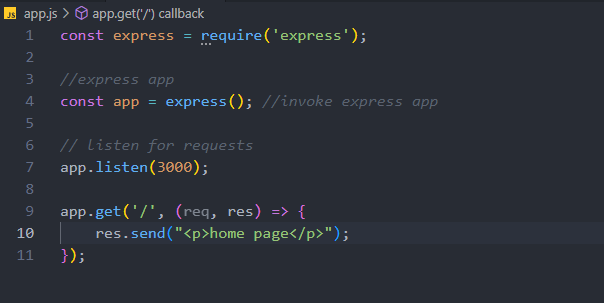 JS app.js > app.get('/') callback
1 const express = require('express');
2
3 //express app
4 const app = express(); //invoke express app
5
6 // listen for requests
7 app.listen(3000);
8
9 app.get('/', (req, res) => {
10 res.send("<p>home page</p>");
11 });